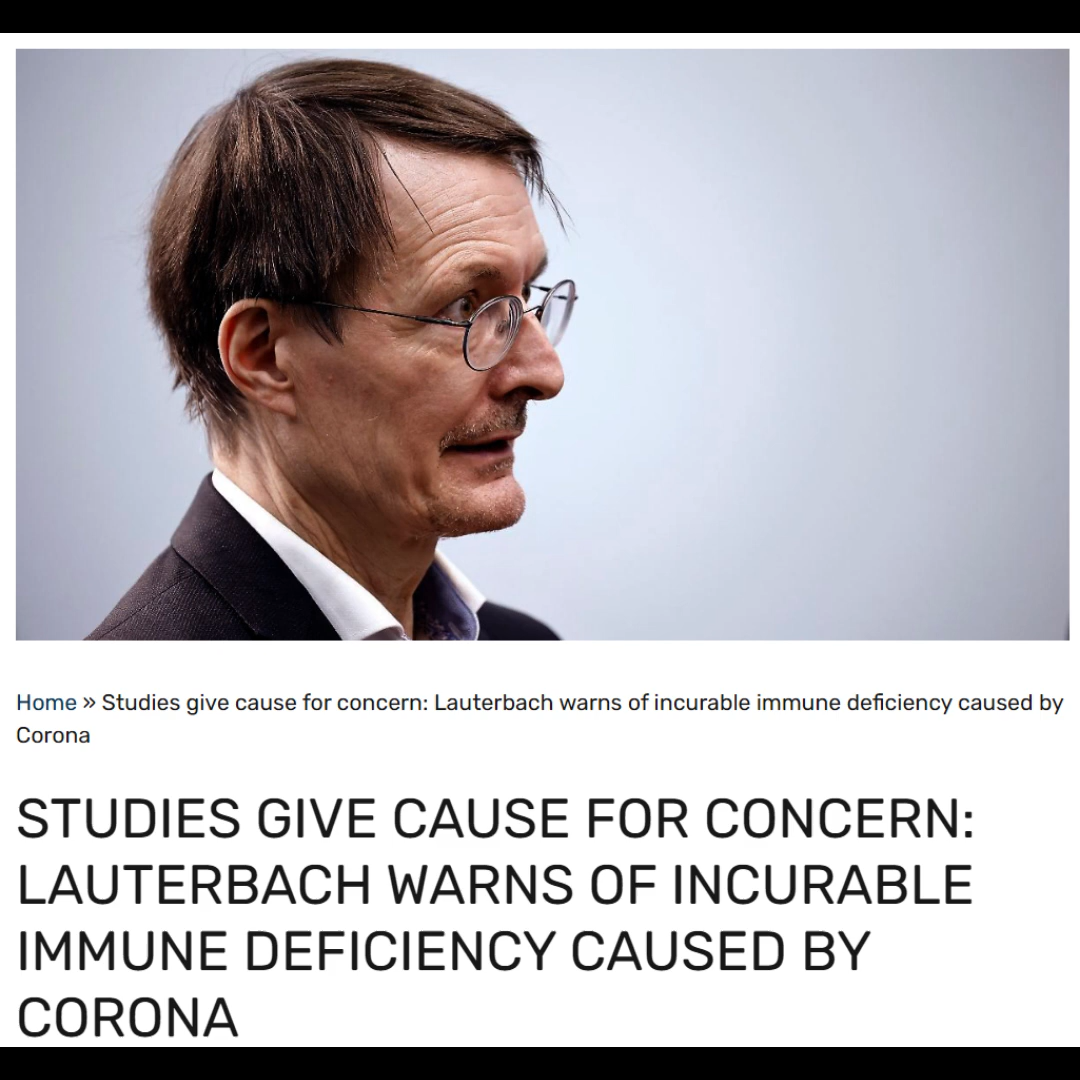 Home » Studies give cause for concern: Lauterbach warns of incurable immune deficiency caused by
Corona
STUDIES GIVE CAUSE FOR CONCERN:
LAUTERBACH WARNS OF INCURABLE
IMMUNE DEFICIENCY CAUSED BY
CORONA